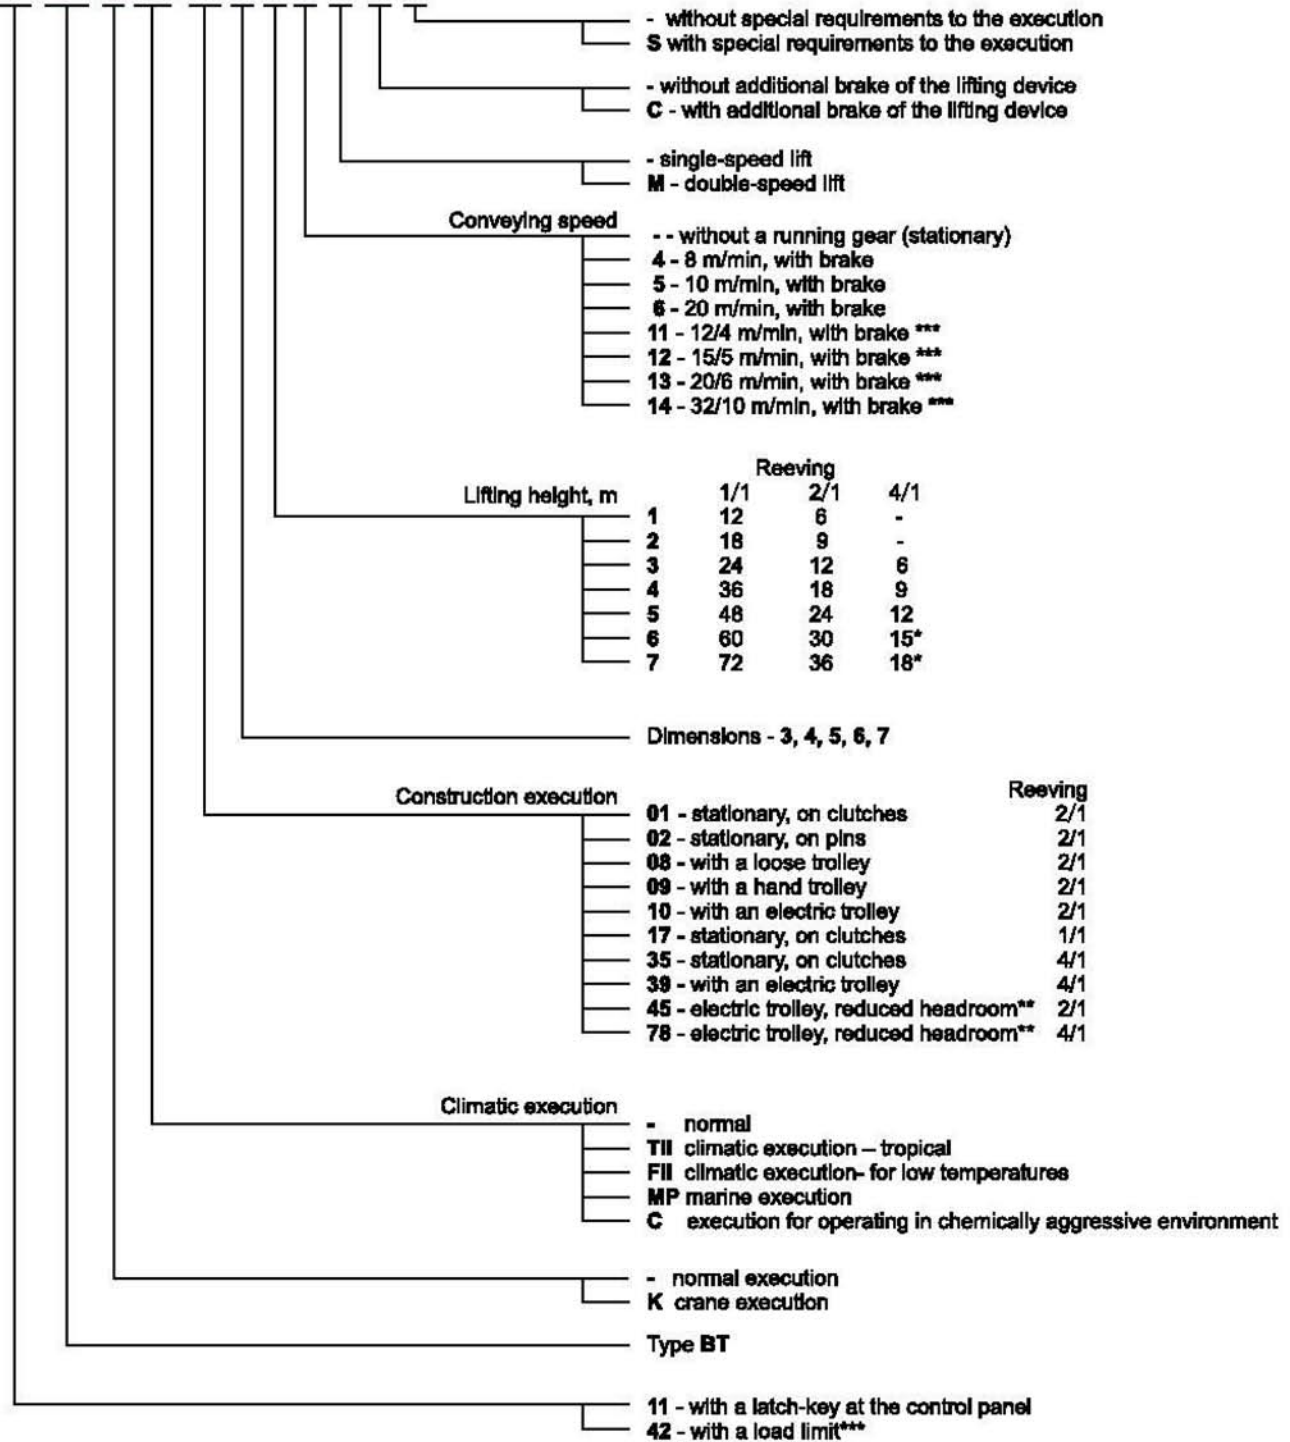 - without special requirements to the execution
S with special requirements to the execution
- without additional brake of the lifting device
C - with additional brake of the lifting device
- single-speed lift
M - double-speed lift
Conveying speed
- - without a running gear (stationary)
4 - 8 m/min, with brake
5 - 10 m/min, with brake
6 - 20 m/min, with brake
11 - 12/4 m/min, with brake ***
12 - 15/5 m/min, with brake ***
13 - 20/6 m/min, with brake ***
14 - 32/10 m/min, with brake ***
Reeving
Lifting height, m 1/1 2/1 4/1
1 12 6 -
2 18 9 -
3 24 12 6
4 36 18 9
5 48 24 12
6 60 30 15*
7 72 36 18*
Dimensions - 3, 4, 5, 6, 7
Construction execution Reeving
01 - stationary, on clutches 2/1
02 - stationary, on pins 2/1
08 - with a loose trolley 2/1
09 - with a hand trolley 2/1
10 - with an electric trolley 2/1
17 - stationary, on clutches 1/1
35 - stationary, on clutches 4/1
39 - with an electric trolley 4/1
45 - electric trolley, reduced headroom** 2/1
78 - electric trolley, reduced headroom** 4/1
Climatic execution
- normal
TII climatic execution – tropical
FII climatic execution- for low temperatures
MP marine execution
C execution for operating in chemically aggressive environment
- normal execution
K crane execution
Type BT
11 - with a latch-key at the control panel
42 - with a load limit***